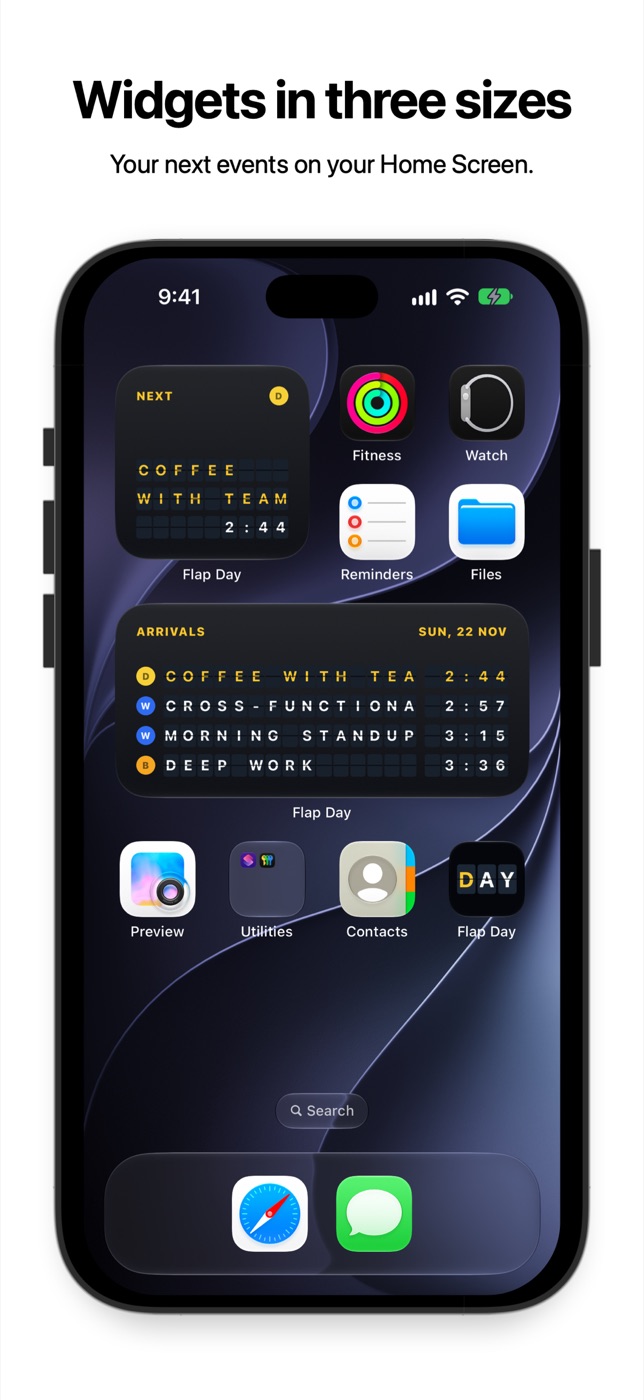 Widgets in three sizes
Your next events on your Home Screen.
9:41
NEXT D
COFFEE
WITH TEAM
2:44
Flap Day
Fitness
Watch
Reminders
Files
ARRIVALS SUN, 22 NOV
D COFFEE WITH TEA 2:44
W CROSS-FUNCTIONA 2:57
W MORNING STANDUP 3:15
B DEEP WORK 3:36
Flap Day
DAY
Preview Utilities Contacts Flap Day
Search